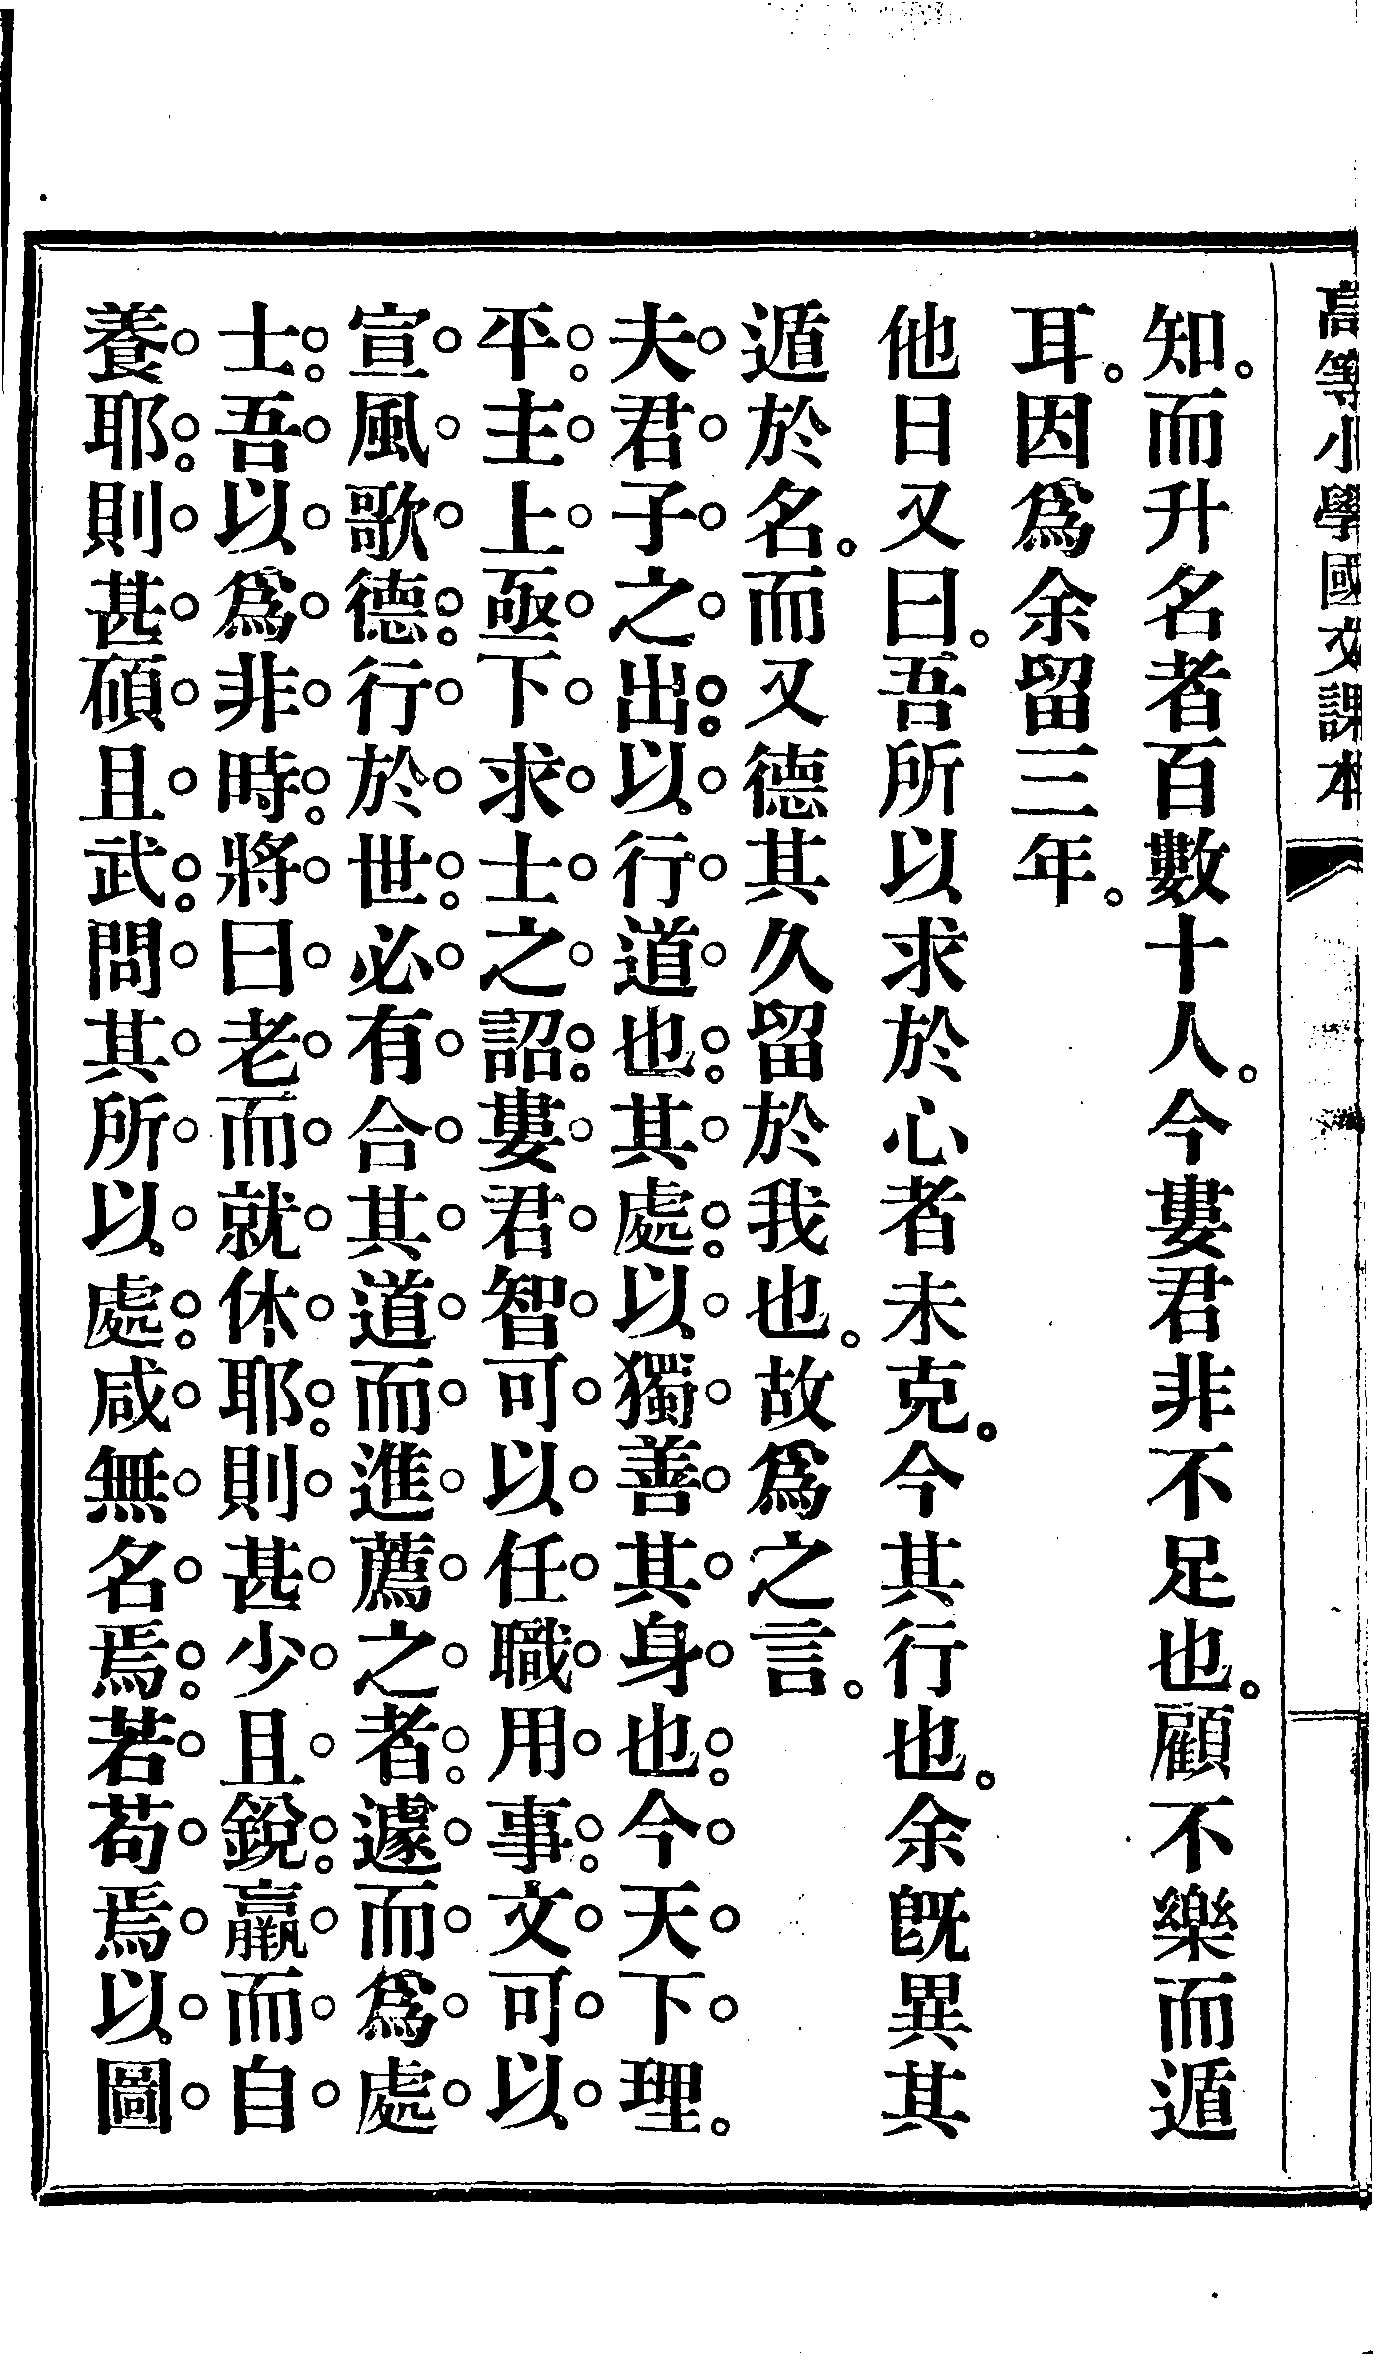 高等小學國文課本
知。而升名者百數十人。今婁君非不足也。顧不樂而遁
耳。因爲余留三年。
他日又曰。吾所以求於心者未克。今其行也。余旣異其
遁於名。而又德其久留於我也。故爲之言。
夫君子之出。以行道也。其處。以獨善其身也。今天下理。
平。主上亟下求士之詔。婁君智可以任職用事。文可以
宣風歌德。行於世。必有合其道而進薦之者。遽而爲處
士。吾以爲非時。將曰老而就休耶。則甚少且銳。羸而自
養耶。則甚碩且武。問其所以處。咸無名焉。若苟焉以圖